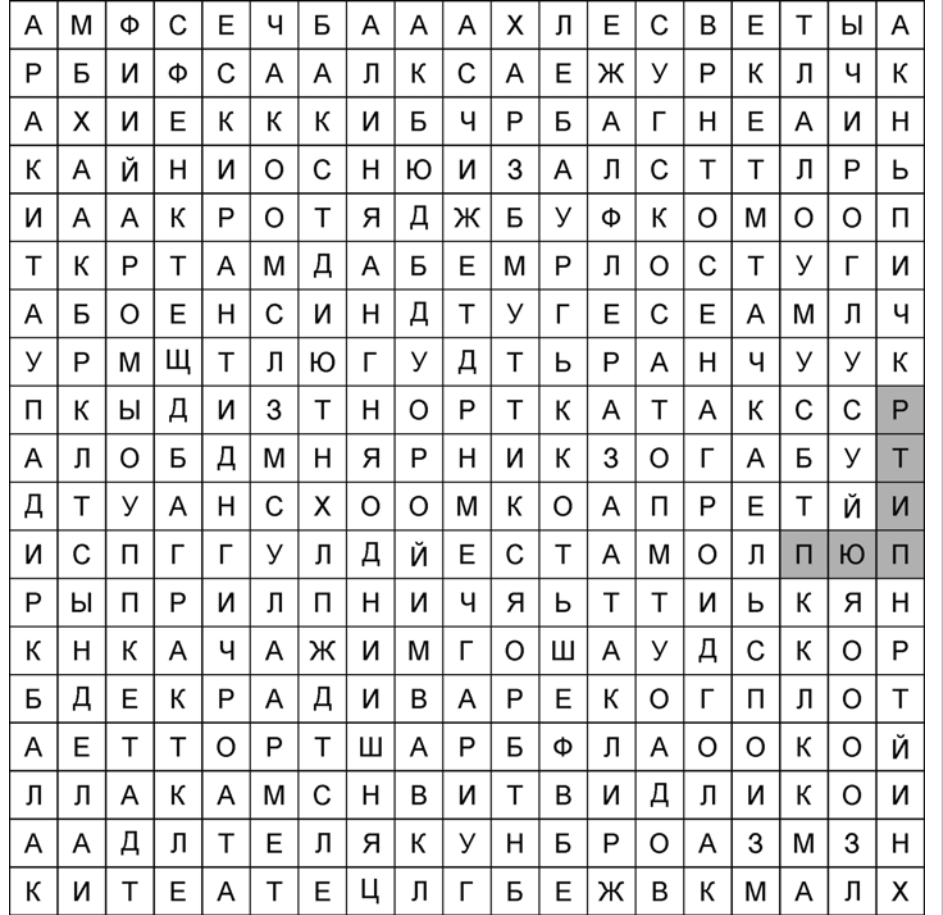 А М Ф С Е Ч Б А А А Х Л Е С В Е Т Ы А
Р Б И Ф С А А Л К С А Е Ж У Р К Л Ч К
А Х И Е К К К И Б Ч Р Б А Г Н Е А И Н
К А Й Н И О С Н Ю И З А Л С Т Т Л Р Ь
И А А К Р О Т Я Д Ж Б У Ф К О М О О П
Т К Р Т А М Д А Б Е М Р Л О С Т У Г И
А Б О Е Н С И Н Д Т У Г Е С Е А М Л Ч
У Р М Щ Т Л Ю Г У Д Т Ь Р А Н Ч У У К
П К Ы Д И З Т Н О Р Т К А Т А К С С Р
А Л О Б Д М Н Я Р Н И К З О Г А Б У Т
Д Т У А Н С Х О О М К О А П Р Е Т Й И
И С П Г Г У Л Д Й Е С Т А М О Л П Ю П
Р Ы П Р И Л П Н И Ч Я Ь Т Т И Ь К Я Н
К Н К А Ч А Ж И М Г О Ш А У Д С К О Р
Б Д Е К Р А Д И В А Р Е К О Г П Л О Т
А Е Т Т О Р Т Ш А Р Б Ф Л А О О К О Й
Л Л А К А М С Н В И Т В И Д Л И К О И
А А Д Л Т Е Л Я К У Н Б Р О А З М З Н
К И Т Е А Т Е Ц Л Г Б Е Ж В К М А Л Х